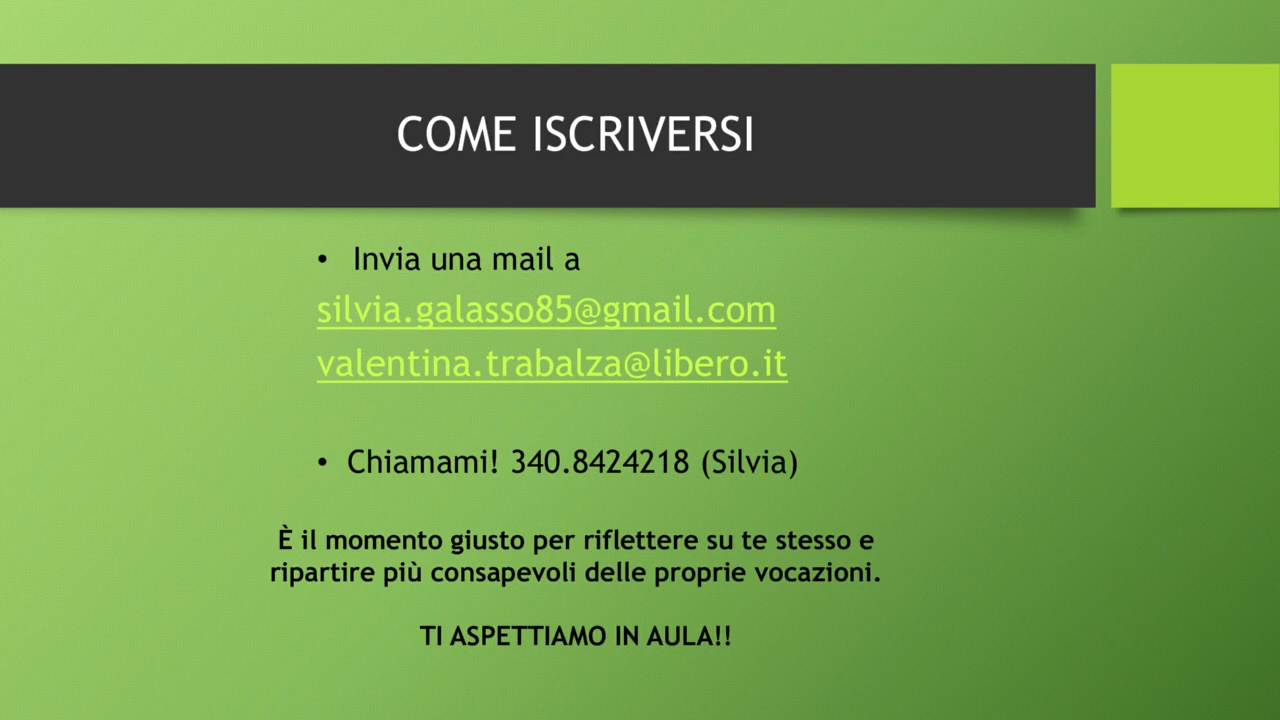 COME ISCRIVERSI
• Invia una mail a
silvia.galasso85@gmail.com
valentina.trabalza@libero.it
• Chiamami! 340.8424218 (Silvia)
È il momento giusto per riflettere su te stesso e
ripartire più consapevoli delle proprie vocazioni.
TI ASPETTIAMO IN AULA!!